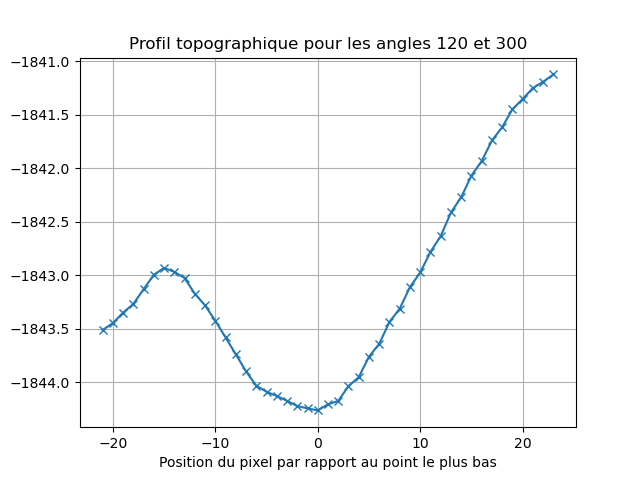 Profil topographique pour les angles 120 et 300
−1841.0
−1841.5
−1842.0
−1842.5
−1843.0
−1843.5
−1844.0
−20 −10 0 10 20
Position du pixel par rapport au point le plus bas